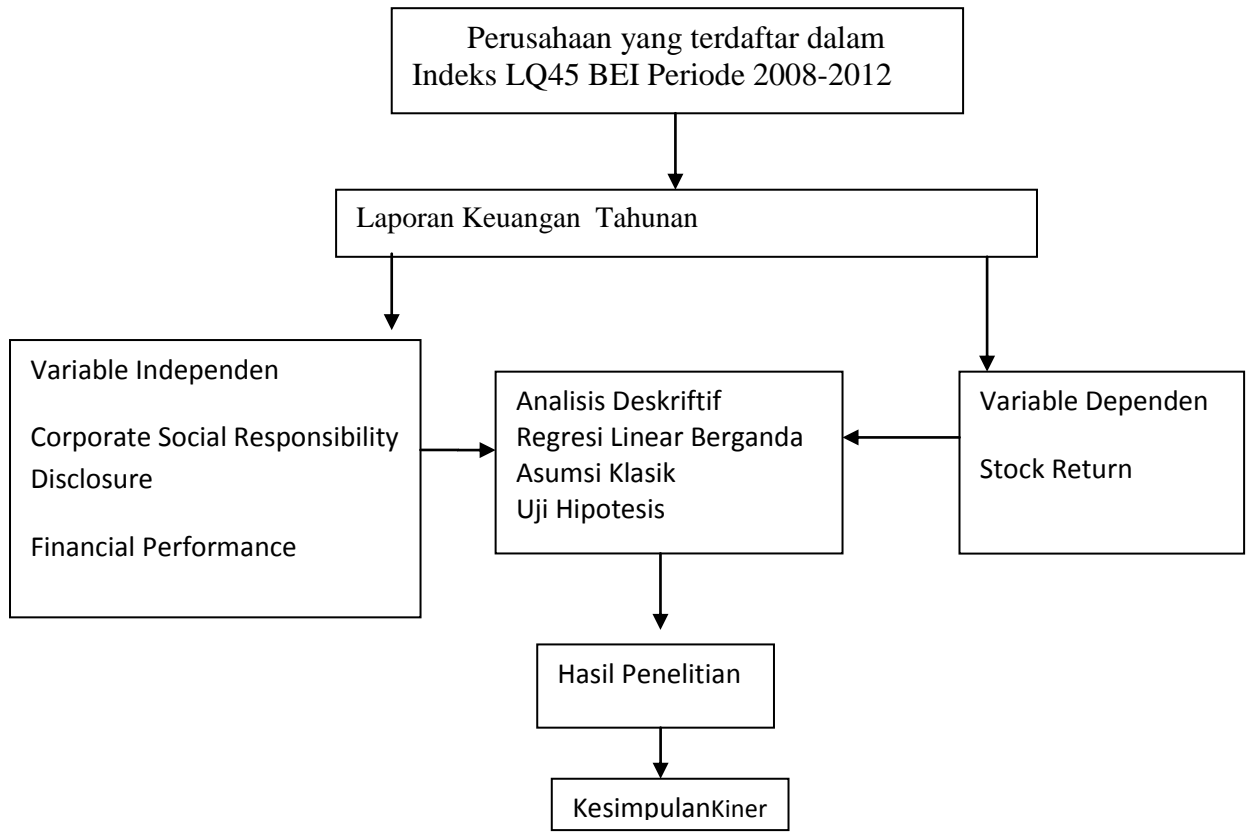 Perusahaan yang terdaftar dalam
Indeks LQ45 BEI Periode 2008-2012
Laporan Keuangan Tahunan
Variable Independen
Corporate Social Responsibility
Disclosure
Financial Performance
Analisis Deskriftif
Regresi Linear Berganda
Asumsi Klasik
Uji Hipotesis
Variable Dependen
Stock Return
Hasil Penelitian
KesimpulanKiner